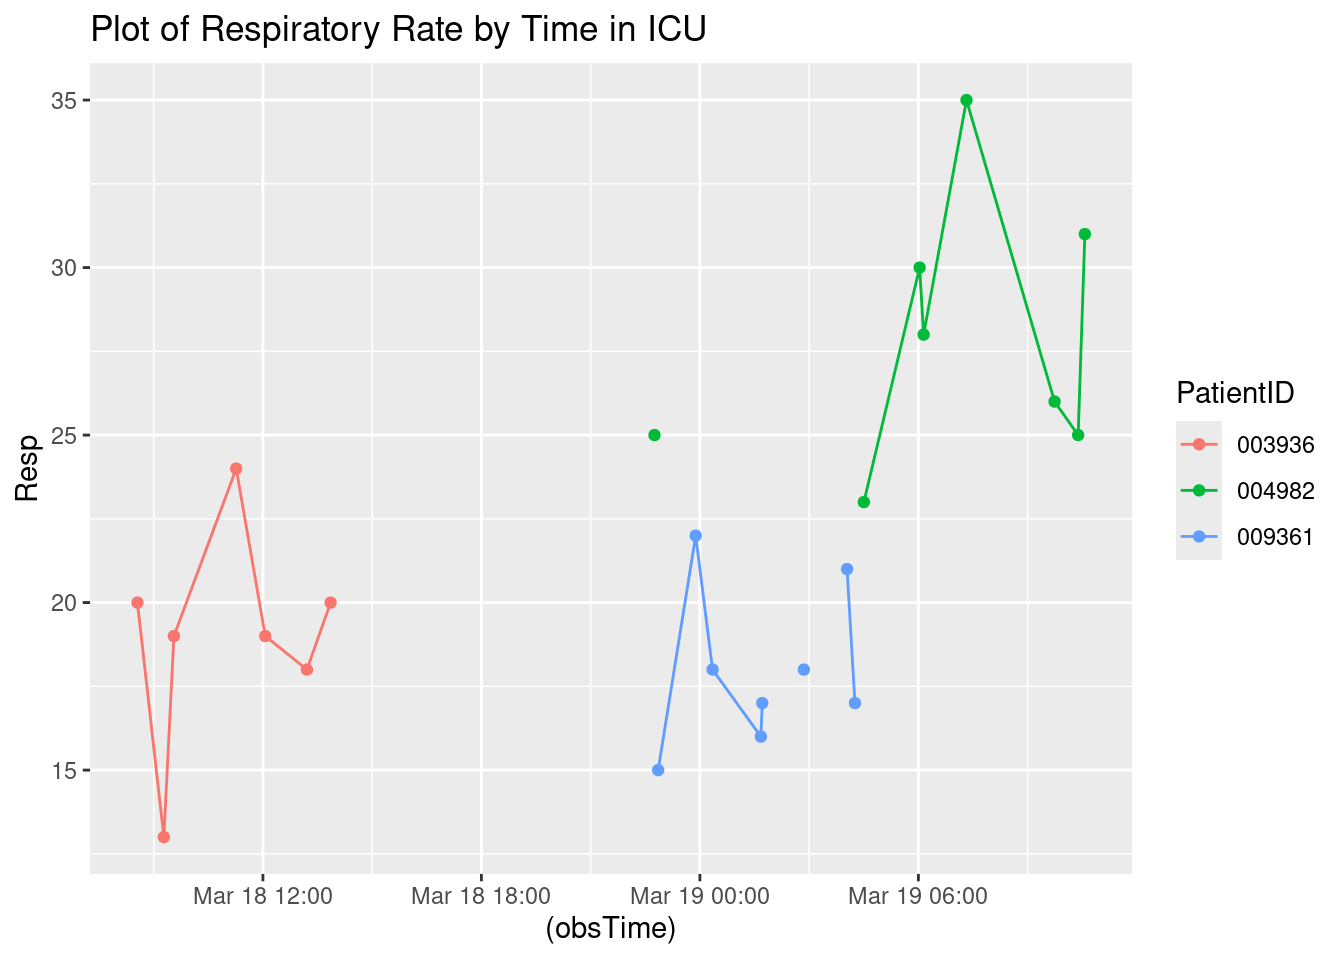 Plot of Respiratory Rate by Time in ICU
35
30
25
20
15
Resp
Mar 18 12:00
Mar 18 18:00
Mar 19 00:00
Mar 19 06:00
(obsTime)
PatientID
003936
004982
009361